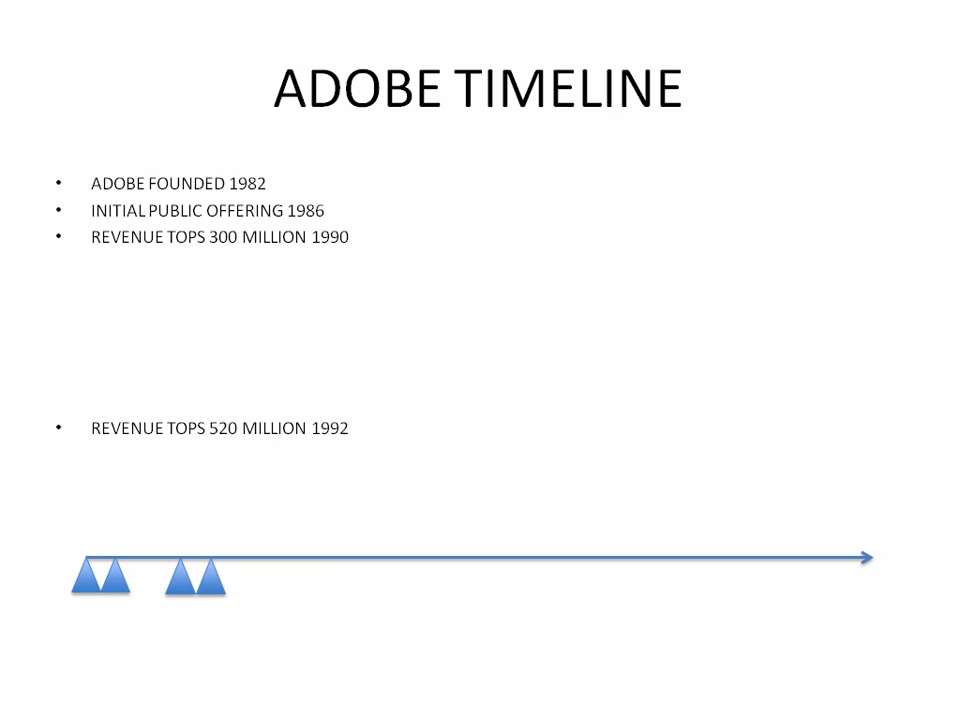 ADOBE TIMELINE
• ADOBE FOUNDED 1982
• INITIAL PUBLIC OFFERING 1986
• REVENUE TOPS 300 MILLION 1990
• REVENUE TOPS 520 MILLION 1992